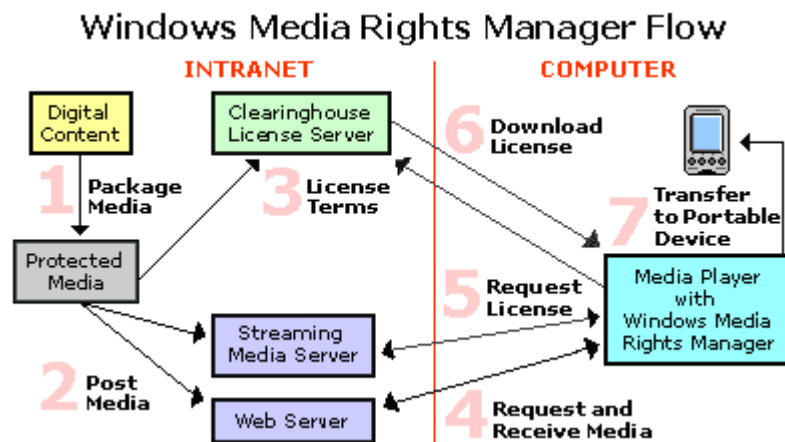 Windows Media Rights Manager Flow
INTRANET
COMPUTER
Digital
Content
Clearinghouse
License Server
6 Download
License
1 Package
Media
3 License
Terms
7 Transfer
to Portable
Device
Protected
Media
Media Player
with
Windows Media
Rights Manager
5 Request
License
Streaming
Media Server
2 Post
Media
Web Server
4 Request and
Receive Media